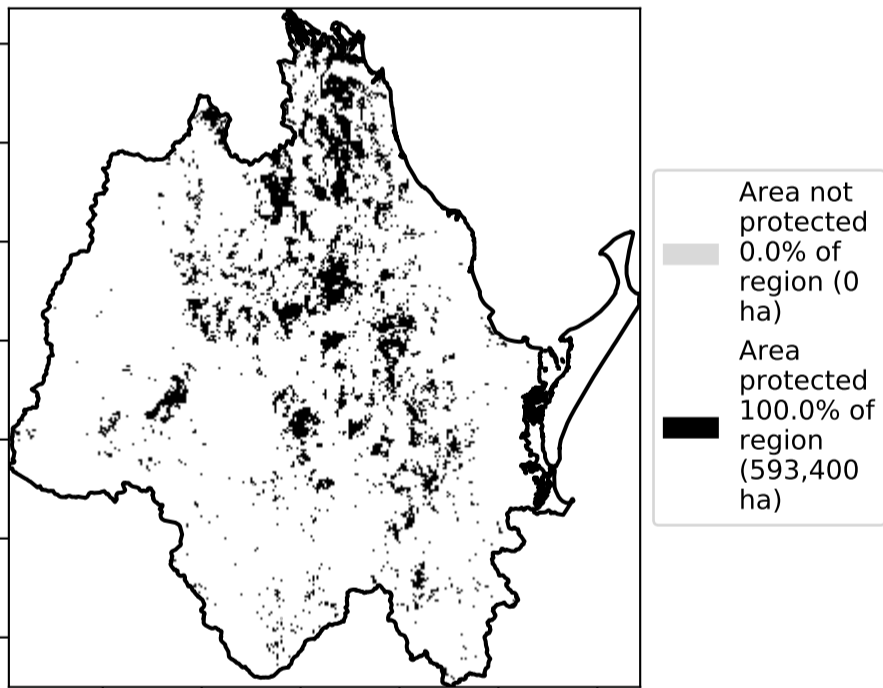 Area not
protected
0.0% of
region (0
ha)
Area
protected
100.0% of
region
(593,400
ha)